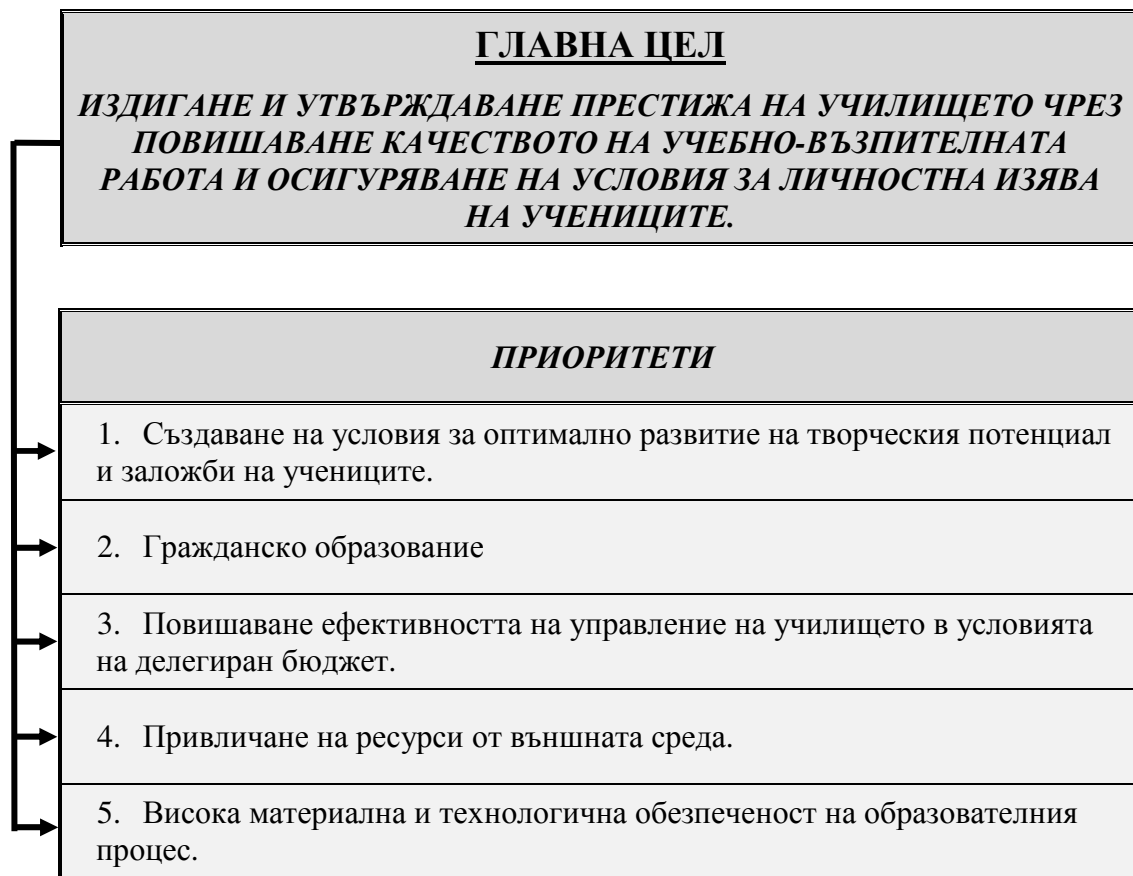 ГЛАВНА ЦЕЛ
ИЗДИГАНЕ И УТВЪРЖДАВАНЕ ПРЕСТИЖА НА УЧИЛИЩЕТО ЧРЕЗ
ПОВИШАВАНЕ КАЧЕСТВОТО НА УЧЕБНО-ВЪЗПИТЕЛНАТА
РАБОТА И ОСИГУРЯВАНЕ НА УСЛОВИЯ ЗА ЛИЧНОСТНА ИЗЯВА
НА УЧЕНИЦИТЕ.
ПРИОРИТЕТИ
1. Създаване на условия за оптимално развитие на творческия потенциал
и заложби на учениците.
2. Гражданско образование
3. Повишаване ефективността на управление на училището в условията
на делегиран бюджет.
4. Привличане на ресурси от външната среда.
5. Висока материална и технологична обезпеченост на образователния
процес.